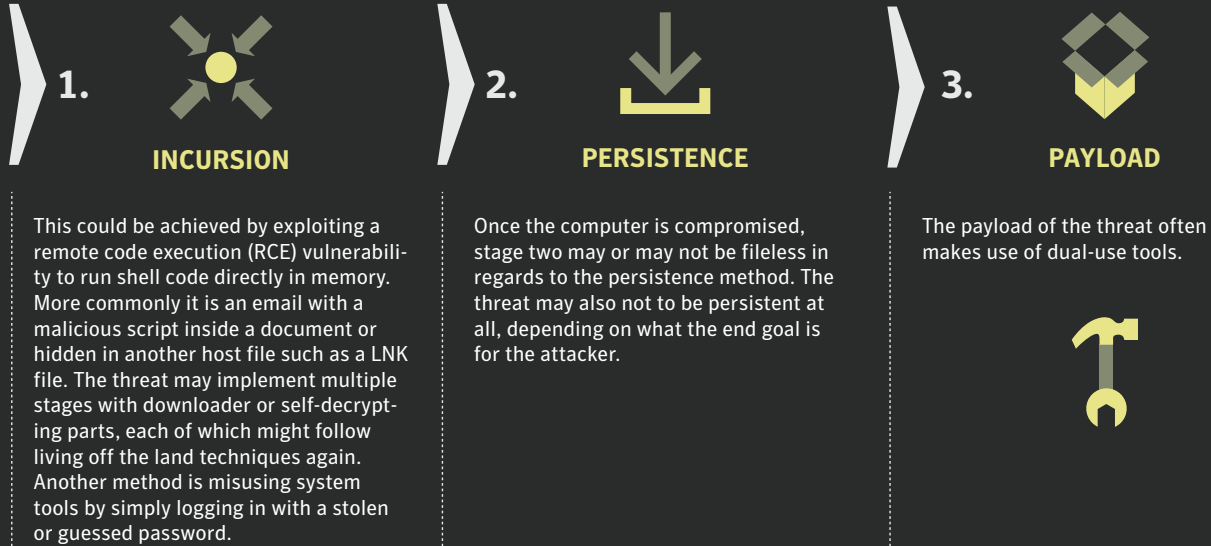 1.
INCURSION
This could be achieved by exploiting a
remote code execution (RCE) vulnerabili-
ty to run shell code directly in memory.
More commonly it is an email with a
malicious script inside a document or
hidden in another host file such as a LNK
file. The threat may implement multiple
stages with downloader or self-decrypt-
ing parts, each of which might follow
living off the land techniques again.
Another method is misusing system
tools by simply logging in with a stolen
or guessed password.
2.
PERSISTENCE
Once the computer is compromised,
stage two may or may not be fileless in
regards to the persistence method. The
threat may also not to be persistent at
all, depending on what the end goal is
for the attacker.
3.
PAYLOAD
The payload of the threat often
makes use of dual-use tools.